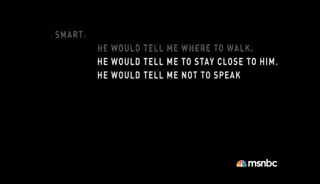 SMART:
HE WOULD TELL ME WHERE TO WALK.
HE WOULD TELL ME TO STAY CLOSE TO HIM.
HE WOULD TELL ME NOT TO SPEAK
msnbc